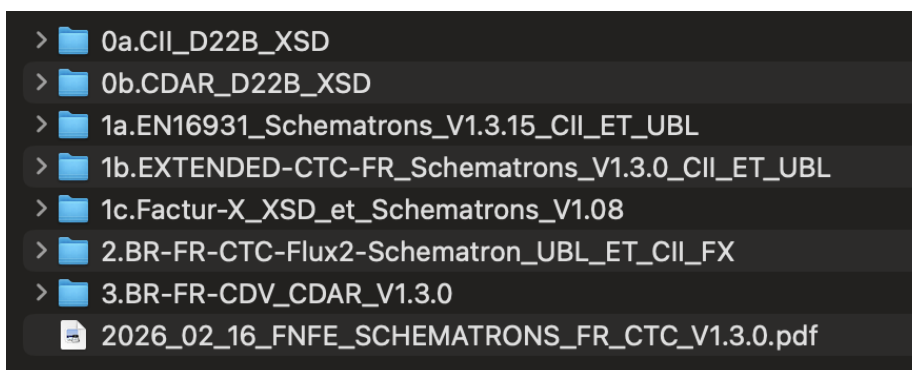 0a.CII_D22B_XSD
0b.CDAR_D22B_XSD
1a.EN16931_Schematrons_V1.3.15_CII_ET_UBL
1b.EXTENDED-CTC-FR_Schematrons_V1.3.0_CII_ET_UBL
1c.Factur-X_XSD_et_Schematrons_V1.08
2.BR-FR-CTC-Flux2-Schematron_UBL_ET_CII_FX
3.BR-FR-CDV_CDAR_V1.3.0
2026_02_16_FNFE_SCHEMATRONS_FR_CTC_V1.3.0.pdf